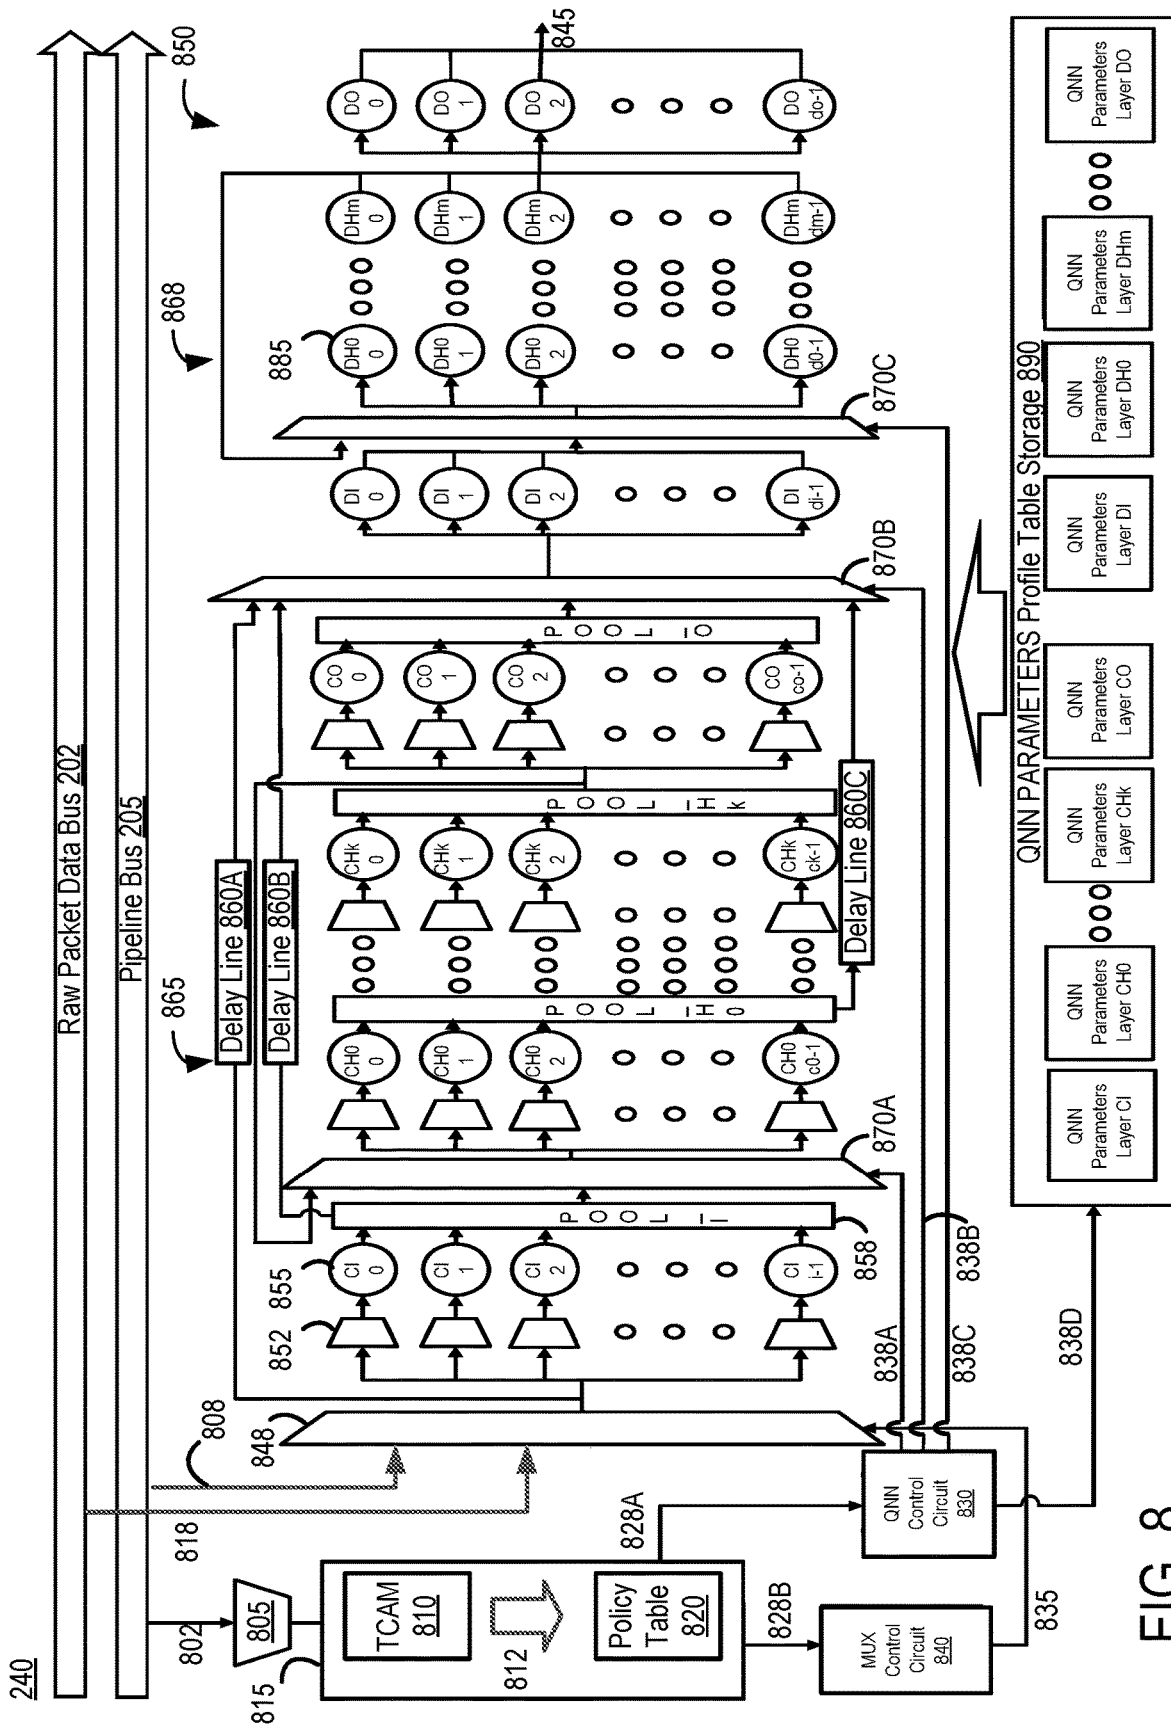 240
Raw Packet Data Bus 202
Pipeline Bus 205
802
805
815
TCAM
810
812
Policy
Table
820
828A
828B
MUX
Control
Circuit
840
835
QNN
Control
Circuit
830
818
808
848
838A
838C
838B
838D
852
855
858
865
CI
0
CI
1
CI
2
CI
i-1
POOL_I
870A
Delay Line 860A
Delay Line 860B
CH0
0
CH0
1
CH0
2
CH0
c0-1
POOL_H0
CHk
0
CHk
1
CHk
2
CHk
ck-1
POOL_Hk
Delay Line 860C
CO
0
CO
1
CO
2
CO
co-1
POOL_O
870B
DI
0
DI
1
DI
2
DI
di-1
870C
868
885
DH0
0
DH0
1
DH0
2
DH0
d0-1
DHm
0
DHm
1
DHm
2
DHm
dm-1
850
DO
0
DO
1
DO
2
DO
do-1
845
QNN PARAMETERS Profile Table Storage 890
QNN
Parameters
Layer CI
QNN
Parameters
Layer CH0
QNN
Parameters
Layer CHk
QNN
Parameters
Layer CO
QNN
Parameters
Layer DI
QNN
Parameters
Layer DH0
QNN
Parameters
Layer DHm
QNN
Parameters
Layer DO
FIG. 8